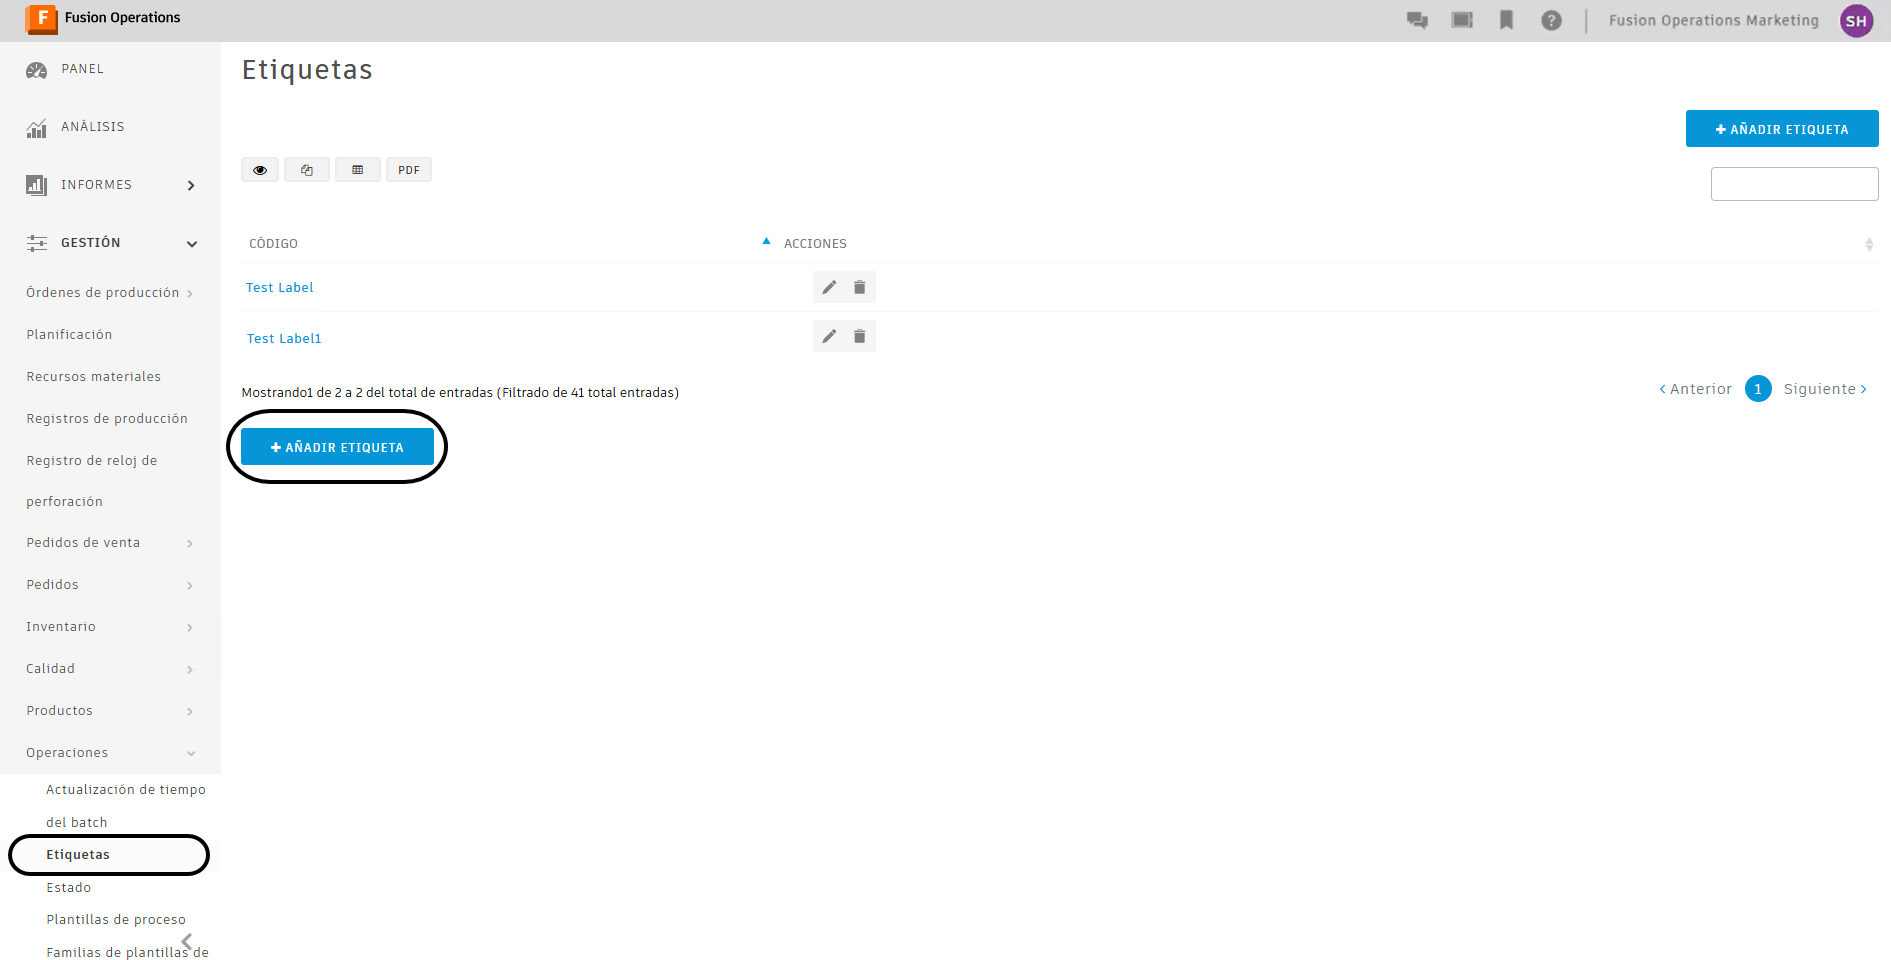 F Fusion Operations
? Fusion Operations Marketing SH
PANEL
ANÁLISIS
INFORMES
GESTIÓN
Órdenes de producción
Planificación
Recursos materiales
Registros de producción
Registro de reloj de
perforación
Pedidos de venta
Pedidos
Inventario
Calidad
Productos
Operaciones
Actualización de tiempo
del batch
Etiquetas
Estado
Plantillas de proceso
Familias de plantillas de
Etiquetas
AÑADIR ETIQUETA
PDF
CÓDIGO ACCIONES
Test Label
Test Label1
Mostrando1 de 2 a 2 del total de entradas (Filtrado de 41 total entradas)
Anterior 1 Siguiente
AÑADIR ETIQUETA